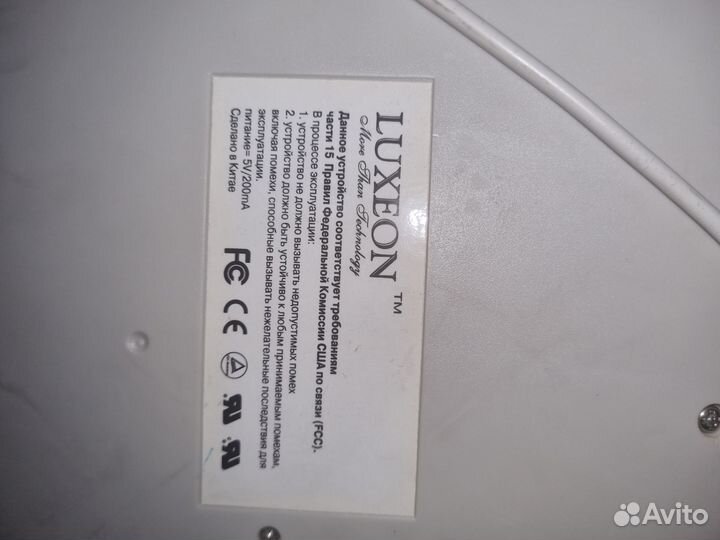 LUXEON™
More Than Technology
Данное устройство соответствует требованиям
части 15 Правил Федеральной Комиссии США по связи (FCC).
В процессе эксплуатации:
1. устройство не должно вызывать недопустимых помех
2. устройство должно быть устойчиво к любым принимаемым помехам,
включая помехи, способные вызывать нежелательные последствия для
эксплуатации.
питание= 5V/200mA
Сделано в Китае
FC CE
Avito